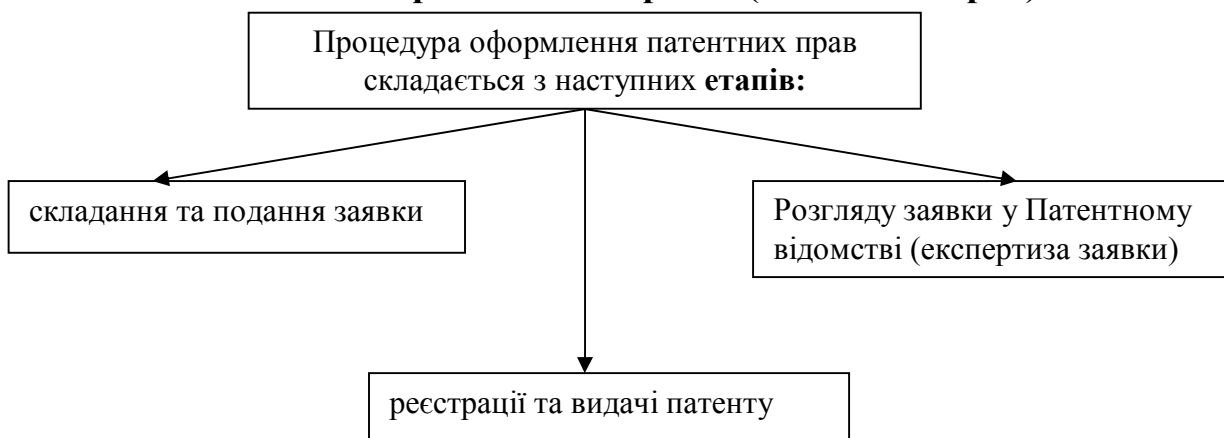 Процедура оформлення патентних прав
складається з наступних етапів:
складання та подання заявки
Розгляду заявки у Патентному
відомстві (експертиза заявки)
реєстрації та видачі патенту